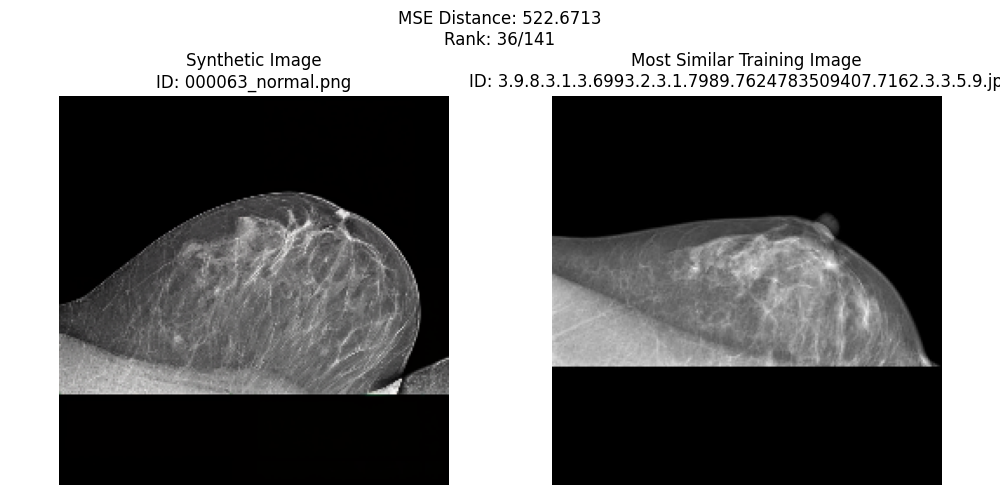 MSE Distance: 522.6713
Rank: 36/141
Synthetic Image
ID: 000063_normal.png
Most Similar Training Image
ID: 3.9.8.3.1.3.6993.2.3.1.7989.7624783509407.7162.3.3.5.9.jp